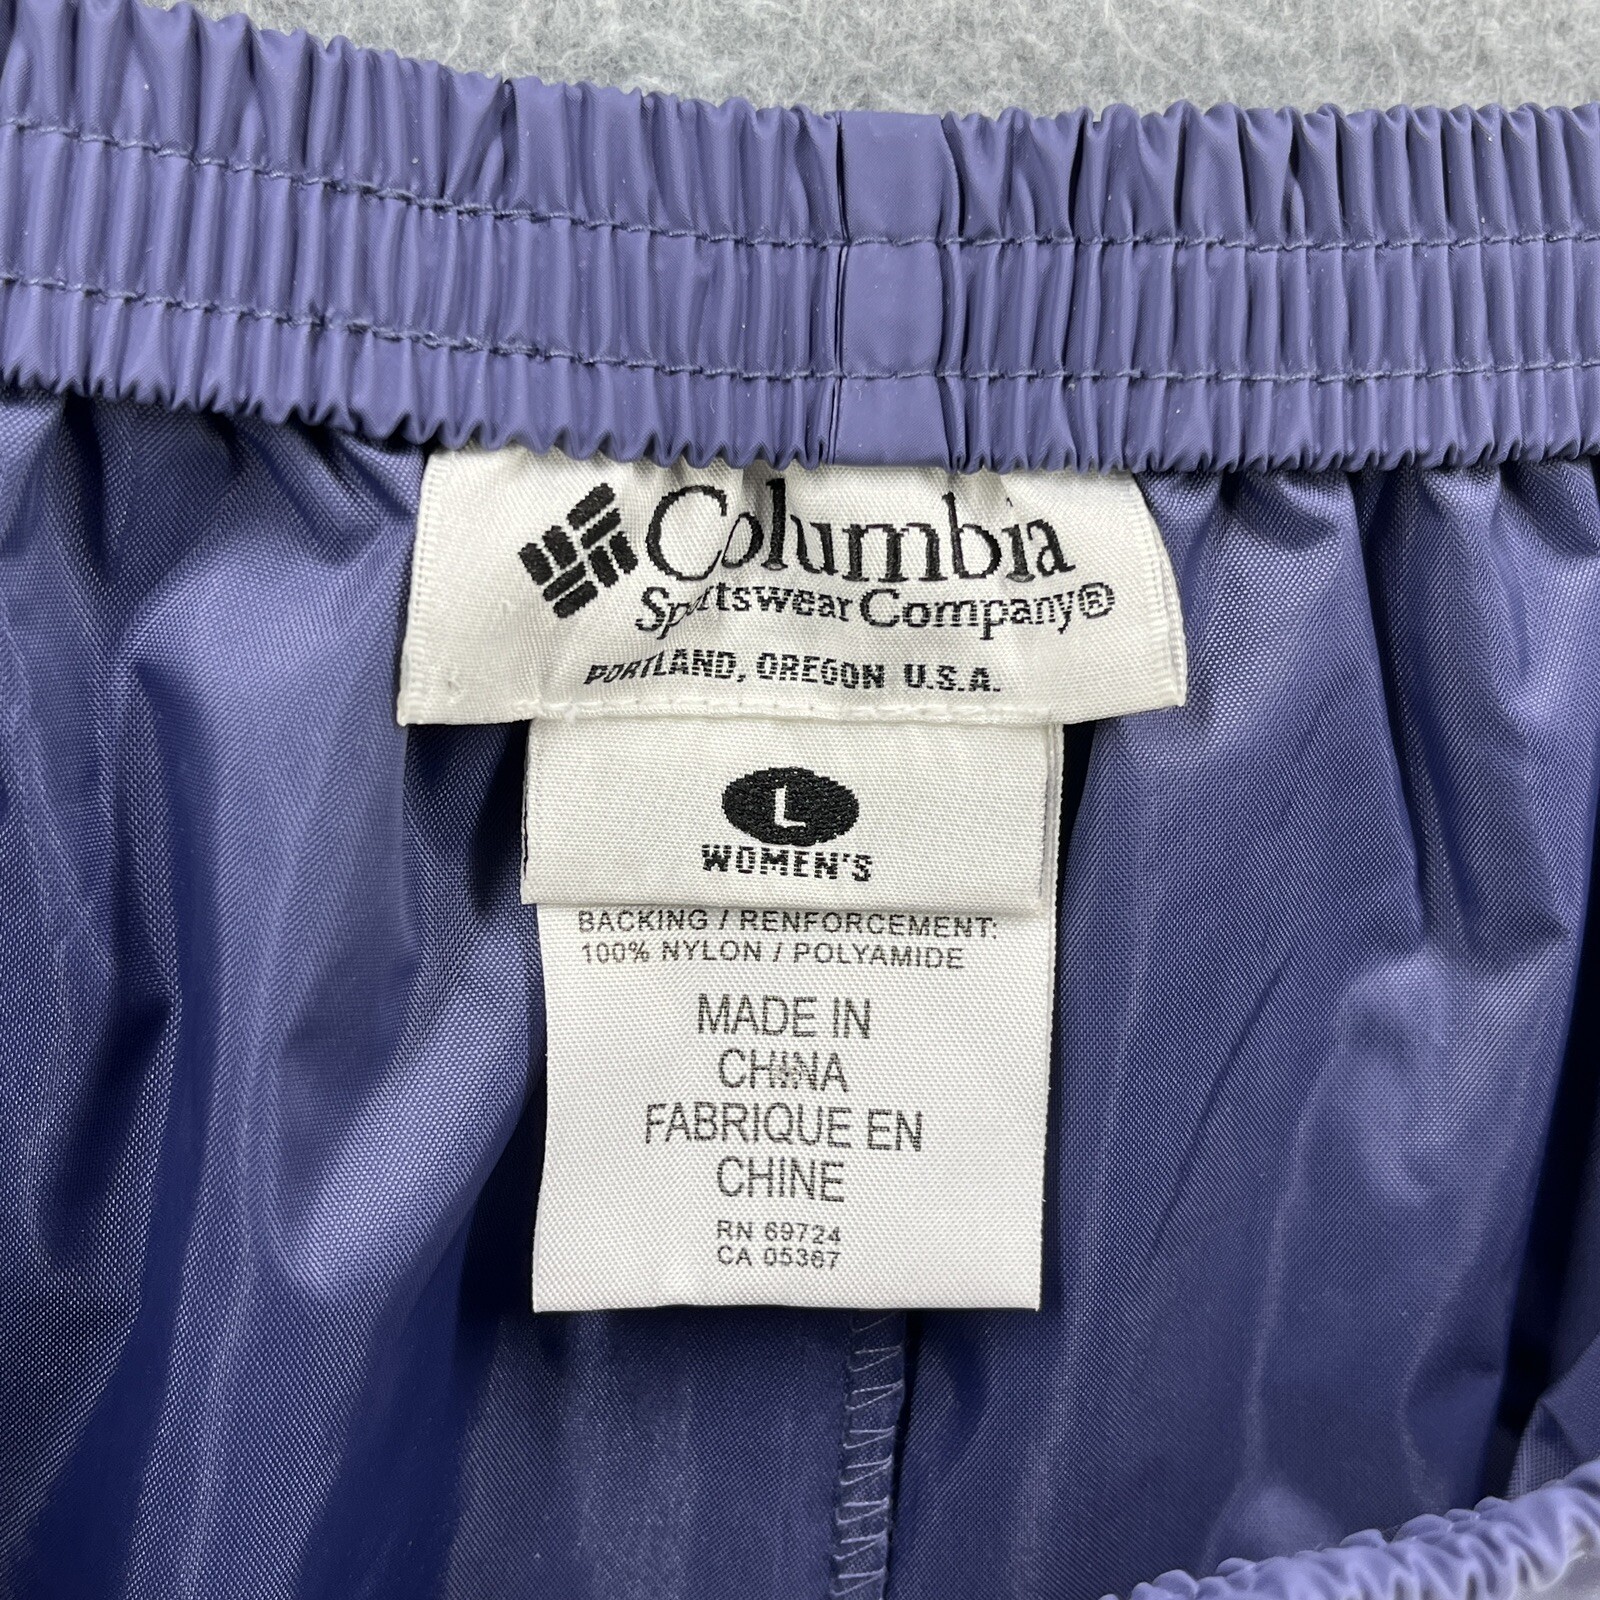 Columbia
Sportswear Company®
PORTLAND, OREGON U.S.A.
L
WOMEN'S
BACKING / RENFORCEMENT:
100% NYLON / POLYAMIDE
MADE IN
CHINA
FABRIQUE EN
CHINE
RN 69724
CA 05367